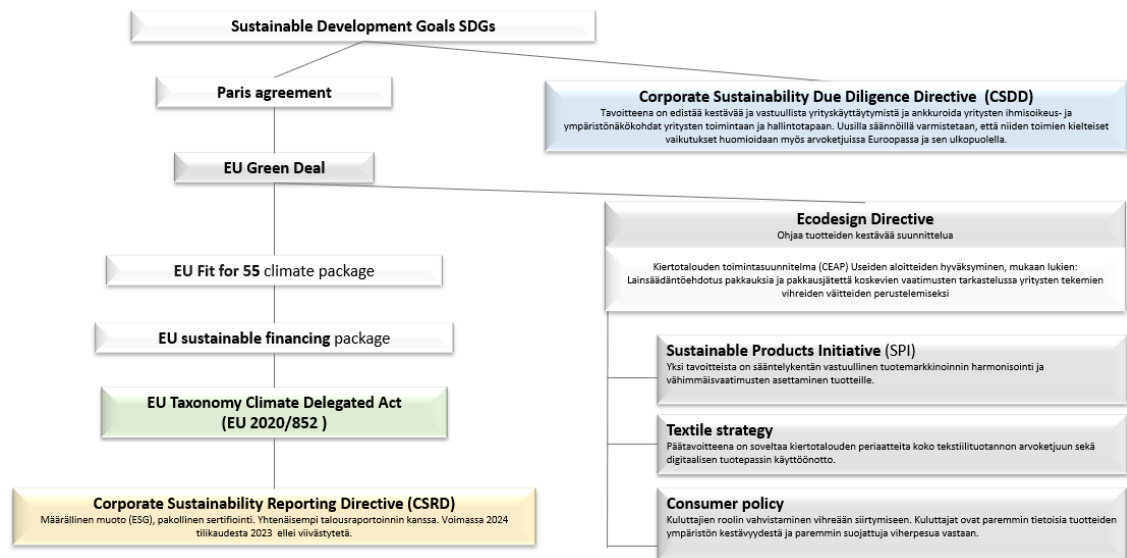 Sustainable Development Goals SDGs
Paris agreement
Corporate Sustainability Due Diligence Directive (CSDD)
Tavoitteena on edistää kestävää ja vastuullista yrityskäyttäytymistä ja ankkuroida yritysten ihmisoikeus- ja
ympäristönäkökohdat yritysten toimintaan ja hallintotapaan. Uusilla säännöillä varmistetaan, että niiden toimien kielteiset
vaikutukset huomioidaan myös arvoketjuissa Euroopassa ja sen ulkopuolella.
EU Green Deal
Ecodesign Directive
Ohjaa tuotteiden kestävää suunnittelua
Kiertotalouden toimintasuunnitelma (CEAP) Useiden aloitteiden hyväksyminen, mukaan lukien:
Lainsäädäntöehdotus pakkauksia ja pakkausjätettä koskevien vaatimusten tarkastelussa yritysten tekemien
vihreiden väitteiden perustelemiseksi
EU Fit for 55 climate package
EU sustainable financing package
EU Taxonomy Climate Delegated Act
(EU 2020/852 )
Corporate Sustainability Reporting Directive (CSRD)
Määrällinen muoto (ESG), pakollinen sertifiointi. Yhtenäisempi talousraportoinnin kanssa. Voimassa 2024
tilikaudesta 2023 ellei viivästytetä.
Sustainable Products Initiative (SPI)
Yksi tavoitteista on sääntelykentän vastuullinen tuotemarkkinoinnin harmonisointi ja
vähimmäisvaatimusten asettaminen tuotteille.
Textile strategy
Päätavoitteena on soveltaa kiertotalouden periaatteita koko tekstiilituotannon arvoketjuun sekä
digitaalisen tuotepassin käyttöönotto.
Consumer policy
Kuluttajien roolin vahvistaminen vihreään siirtymiseen. Kuluttajat ovat paremmin tietoisia tuotteiden
ympäristön kestävyydestä ja paremmin suojattuja viherpesua vastaan.